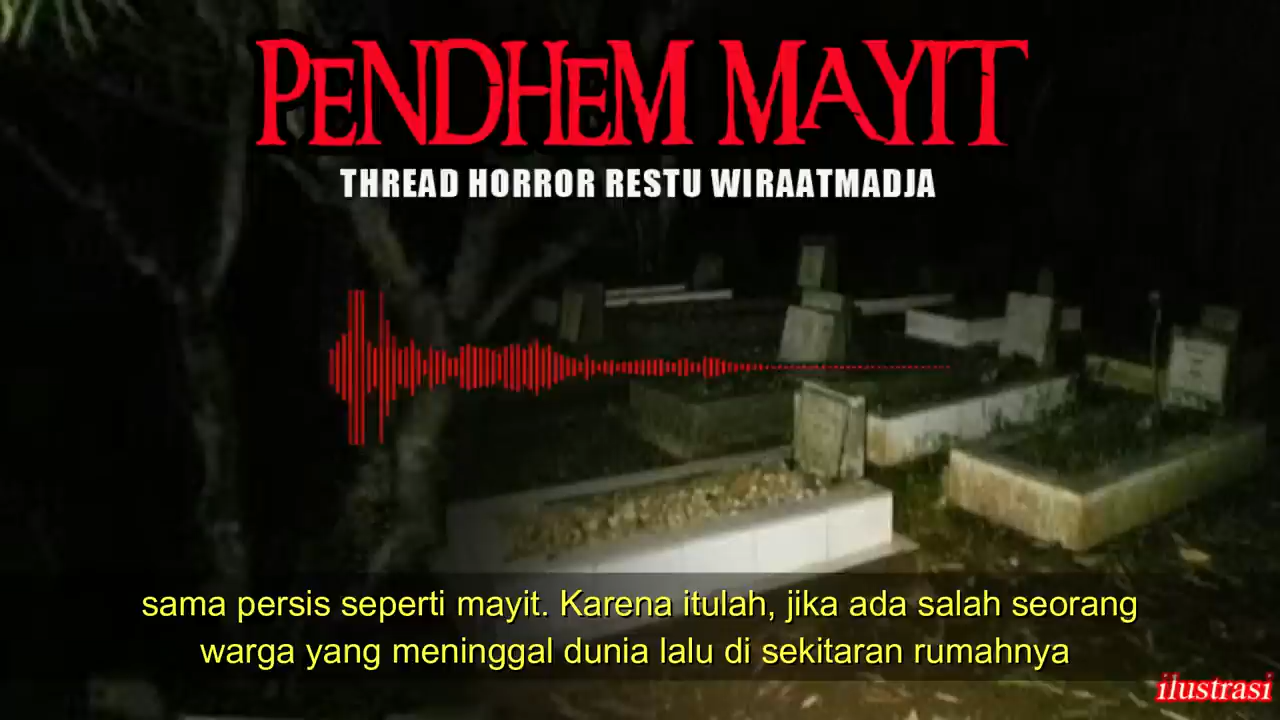 PENDHEM MAYIT
THREAD HORROR RESTU WIRAATMADJA
sama persis seperti mayit. Karena itulah, jika ada salah seorang
warga yang meninggal dunia lalu di sekitaran rumahnya
ilustrasi